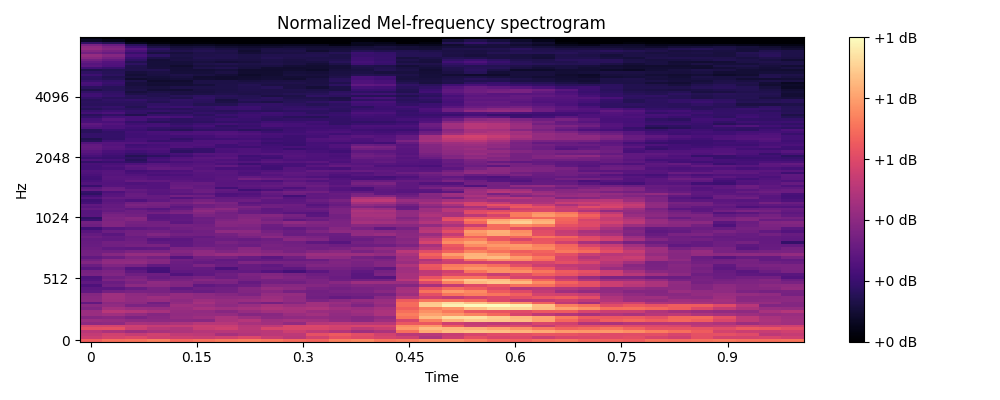 Normalized Mel-frequency spectrogram
Hz
4096
2048
1024
512
0
0 0.15 0.3 0.45 0.6 0.75 0.9
Time
+1 dB
+1 dB
+1 dB
+0 dB
+0 dB
+0 dB